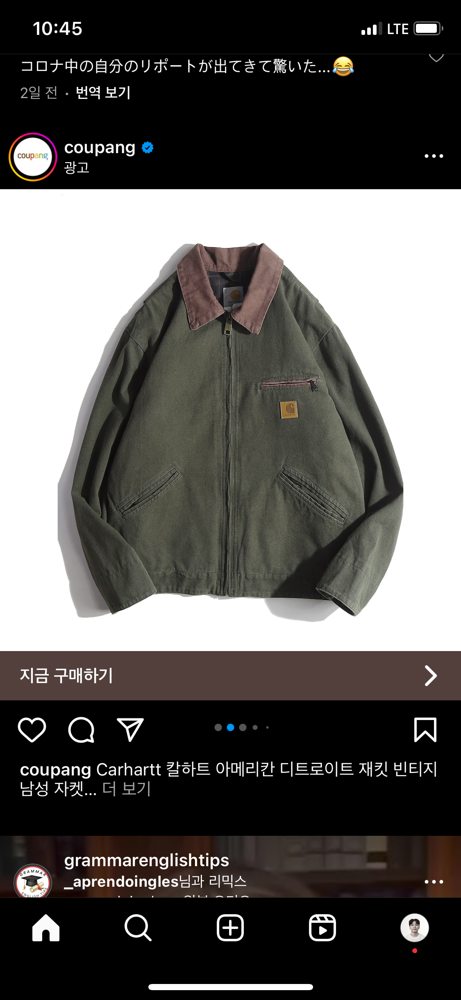 10:45
LTE
コロナ中の自分のリポートが出てきて驚いた...😂
2일 전 · 번역 보기
coupang
coupang
광고
carhartt
지금 구매하기
coupang Carhartt 칼하트 아메리칸 디트로이트 재킷 빈티지
남성 자켓... 더 보기
grammarenglishtips
GRAMMAR
ENGLISH.TIPS
_aprendoingles님과 리믹스